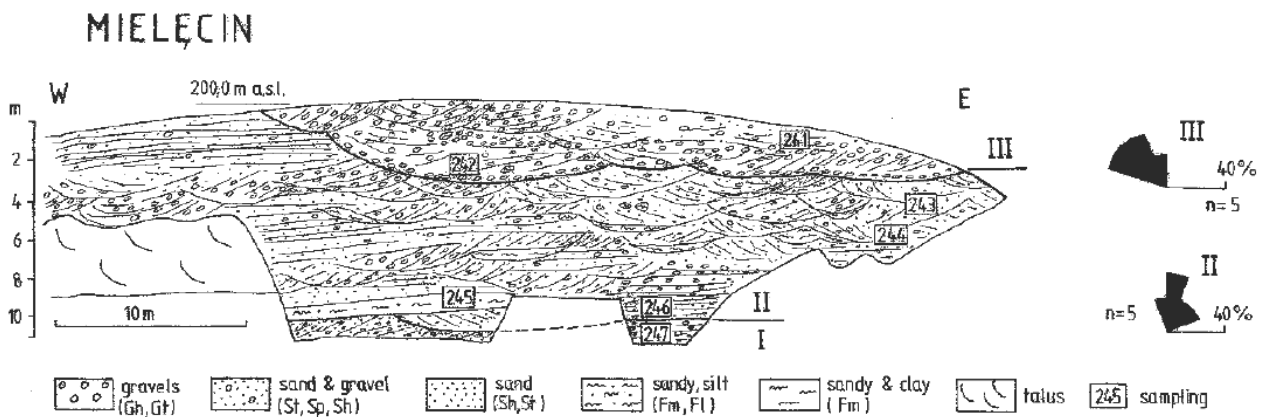 MIELĘCIN
W
200,0 m a.s.l.
E
m
2
4
6
8
10
10 m
241
242
243
244
245
246
247
III
II
I
III
40%
n=5
II
n=5
40%
gravels
(Gh, Gt)
sand & gravel
(St, Sp, Sh)
sand
(Sh, St)
sandy, silt
(Fm, Fl)
sandy & clay
(Fm)
talus
245 sampling